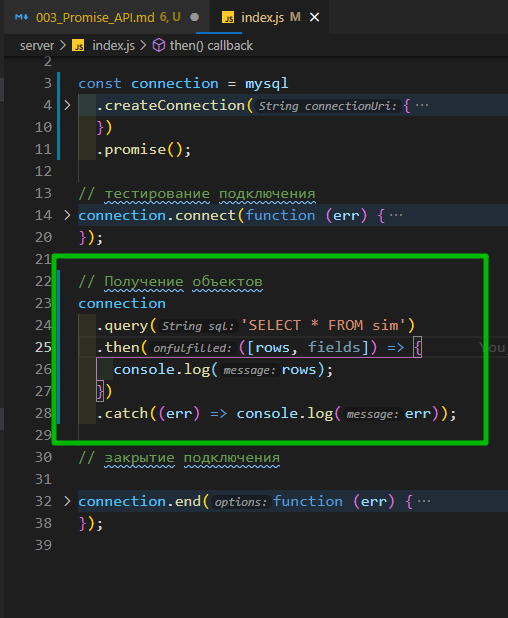 003_Promise_API.md 6, U
index.js M
server > index.js > then() callback
2
3 const connection = mysql
4 .createConnection( String connectionUri: { ...
10 })
11 .promise();
12
13 // тестирование подключения
14 connection.connect(function (err) { ...
20 });
21
22 // Получение объектов
23 connection
24 .query( String sql: 'SELECT * FROM sim')
25 .then( onfulfilled: ([rows, fields]) => { You
26 console.log( message: rows);
27 })
28 .catch((err) => console.log( message: err));
29
30 // закрытие подключения
31
32 connection.end( options: function (err) { ...
38 });
39